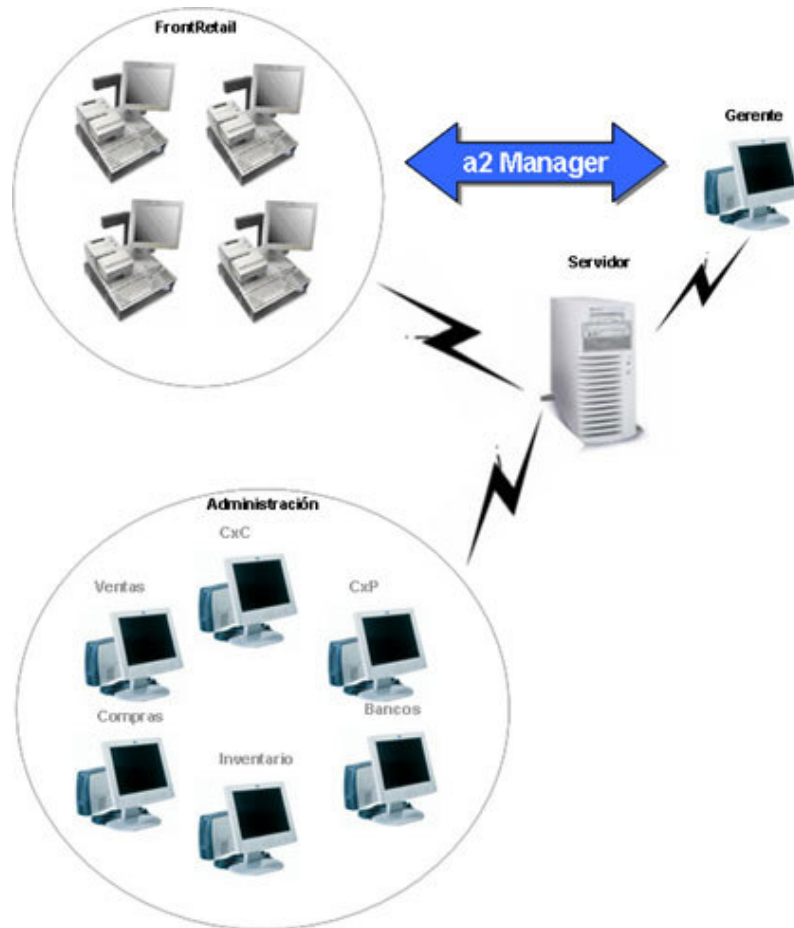 FrontRetail
Gerente
a2 Manager
Servidor
Administración
CxC
Ventas
CxP
Compras
Bancos
Inventario